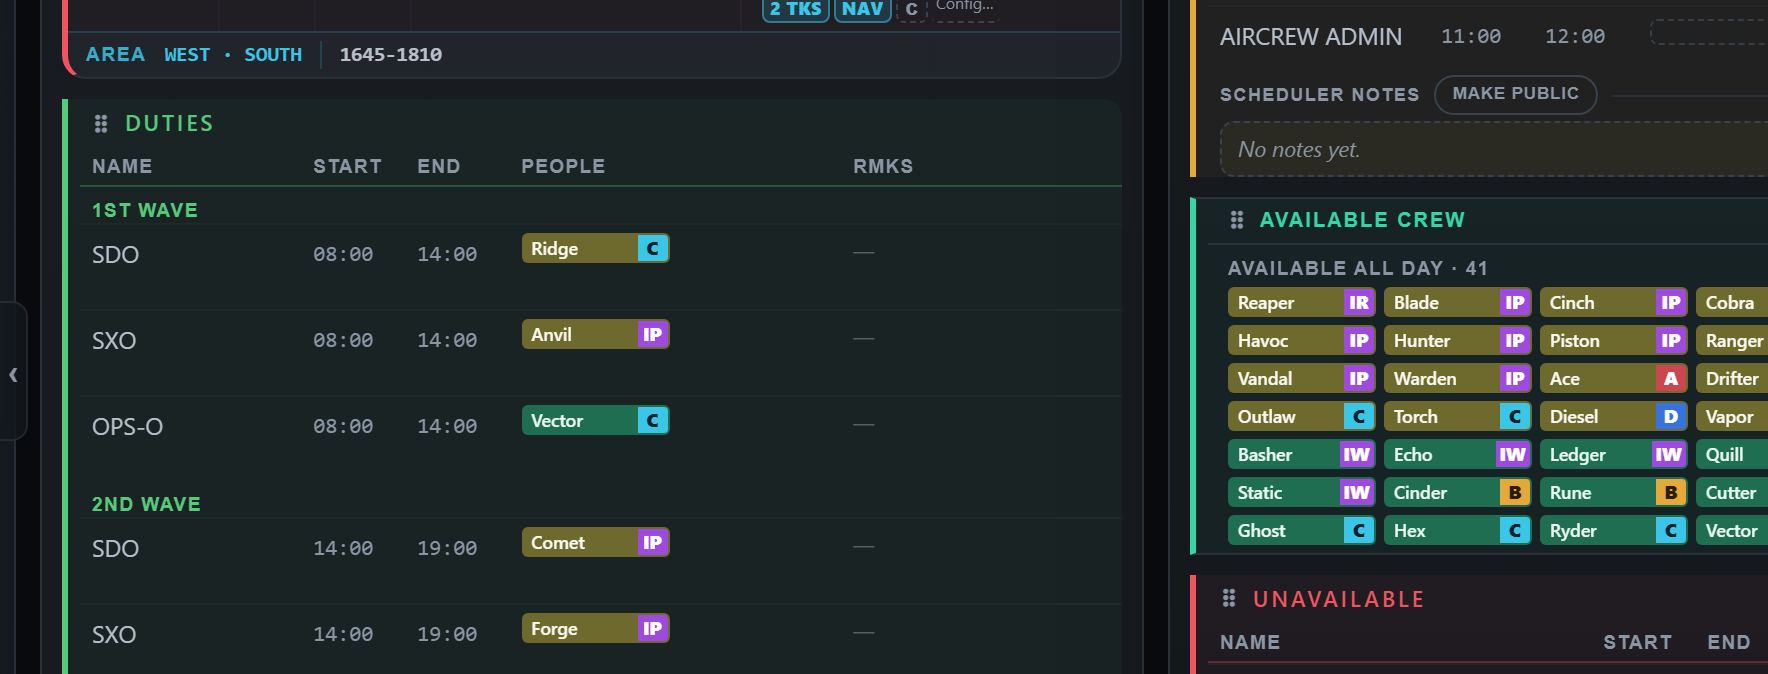 2 TKS NAV C Config...
AREA WEST · SOUTH 1645-1810
DUTIES
NAME START END PEOPLE RMKS
1ST WAVE
SDO 08:00 14:00 Ridge C —
SXO 08:00 14:00 Anvil IP —
OPS-O 08:00 14:00 Vector C —
2ND WAVE
SDO 14:00 19:00 Comet IP —
SXO 14:00 19:00 Forge IP —
AIRCREW ADMIN 11:00 12:00
SCHEDULER NOTES MAKE PUBLIC
No notes yet.
AVAILABLE CREW
AVAILABLE ALL DAY · 41
Reaper IR Blade IP Cinch IP Cobra
Havoc IP Hunter IP Piston IP Ranger
Vandal IP Warden IP Ace A Drifter
Outlaw C Torch C Diesel D Vapor
Basher IW Echo IW Ledger IW Quill
Static IW Cinder B Rune B Cutter
Ghost C Hex C Ryder C Vector
UNAVAILABLE
NAME START END